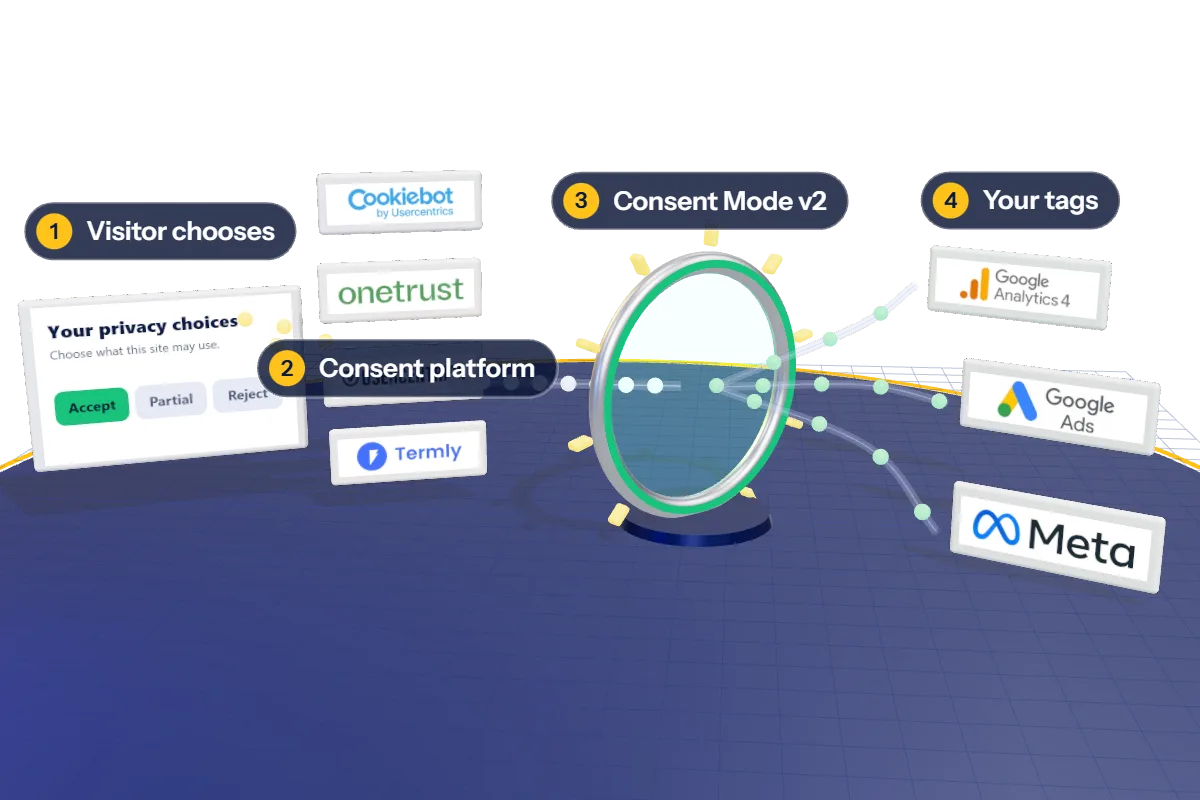 1 Visitor chooses
Your privacy choices
Choose what this site may use.
Accept
Partial
Reject
2 Consent platform
Cookiebot
by Usercentrics
onetrust
Termly
3 Consent Mode v2
4 Your tags
Google
Analytics 4
Google
Ads
Meta